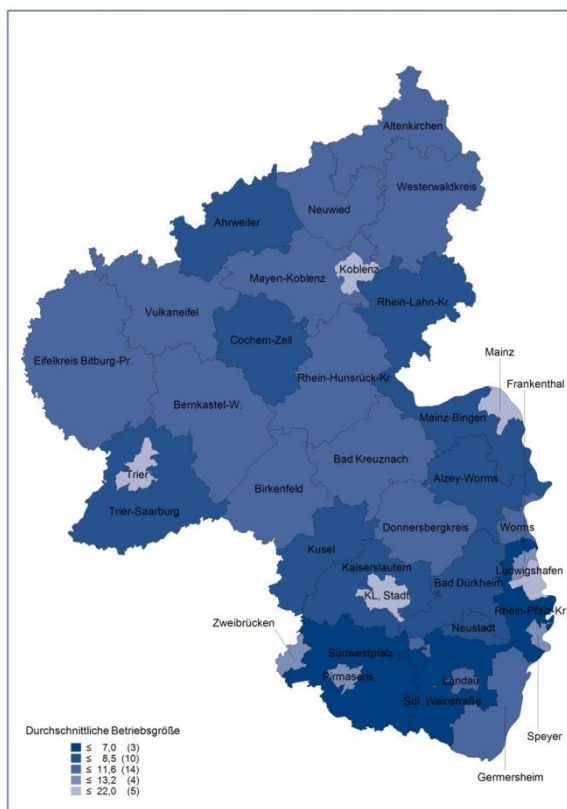 Altenkirchen
Westerwaldkreis
Neuwied
Ahrweiler
Koblenz
Mayen-Koblenz
Rhein-Lahn-Kr.
Vulkaneifel
Cochem-Zell
Mainz
Eifelkreis Bitburg-Pr.
Frankenthal
Rhein-Hunsrück-Kr.
Bernkastel-W.
Mainz-Bingen
Bad Kreuznach
Trier
Alzey-Worms
Birkenfeld
Trier-Saarburg
Donnersbergkreis
Worms
Kusel
Kaiserslautern
Ludwigshafen
KL, Stadt
Bad Dürkheim
Rhein-Pfalz-Kr.
Zweibrücken
Neustadt
Südwestpfalz
Pirmasens
Landau
Sdl. Weinstraße
Speyer
Germersheim
Durchschnittliche Betriebsgröße
≤ 7,0 (3)
≤ 8,5 (10)
≤ 11,6 (14)
≤ 13,2 (4)
≤ 22,0 (5)